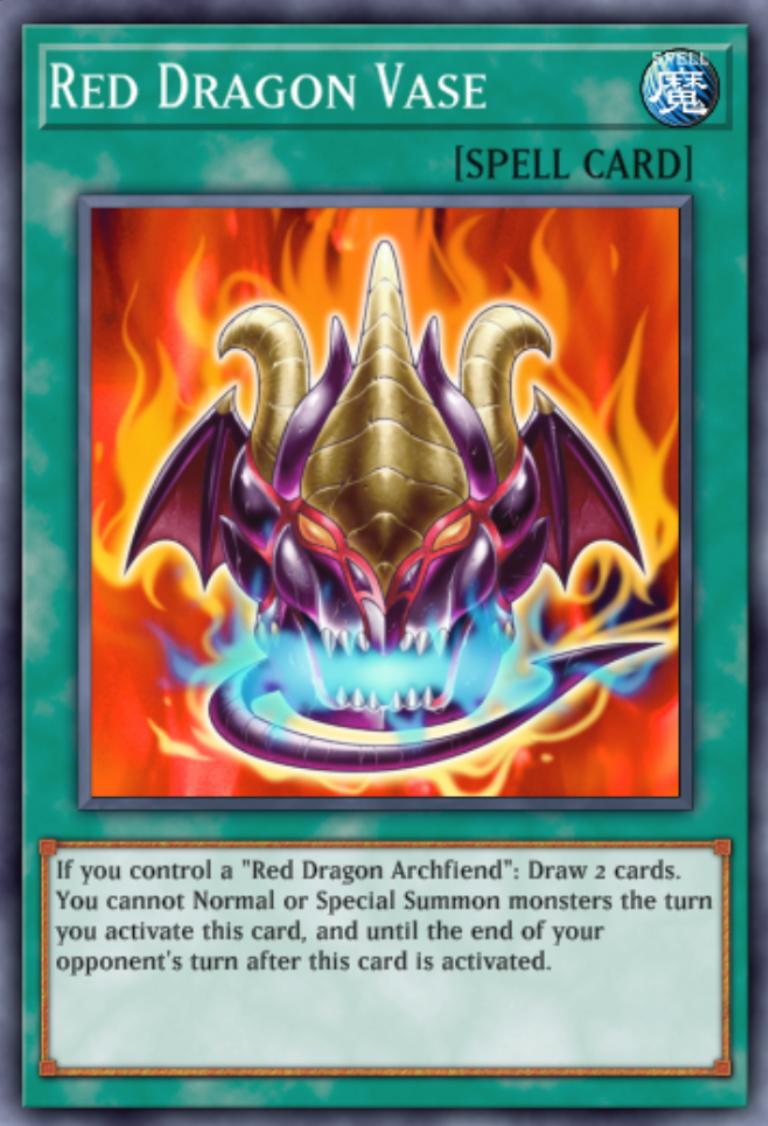 RED DRAGON VASE
SPELL
魔
[SPELL CARD]
If you control a "Red Dragon Archfiend": Draw 2 cards.
You cannot Normal or Special Summon monsters the turn
you activate this card, and until the end of your
opponent's turn after this card is activated.